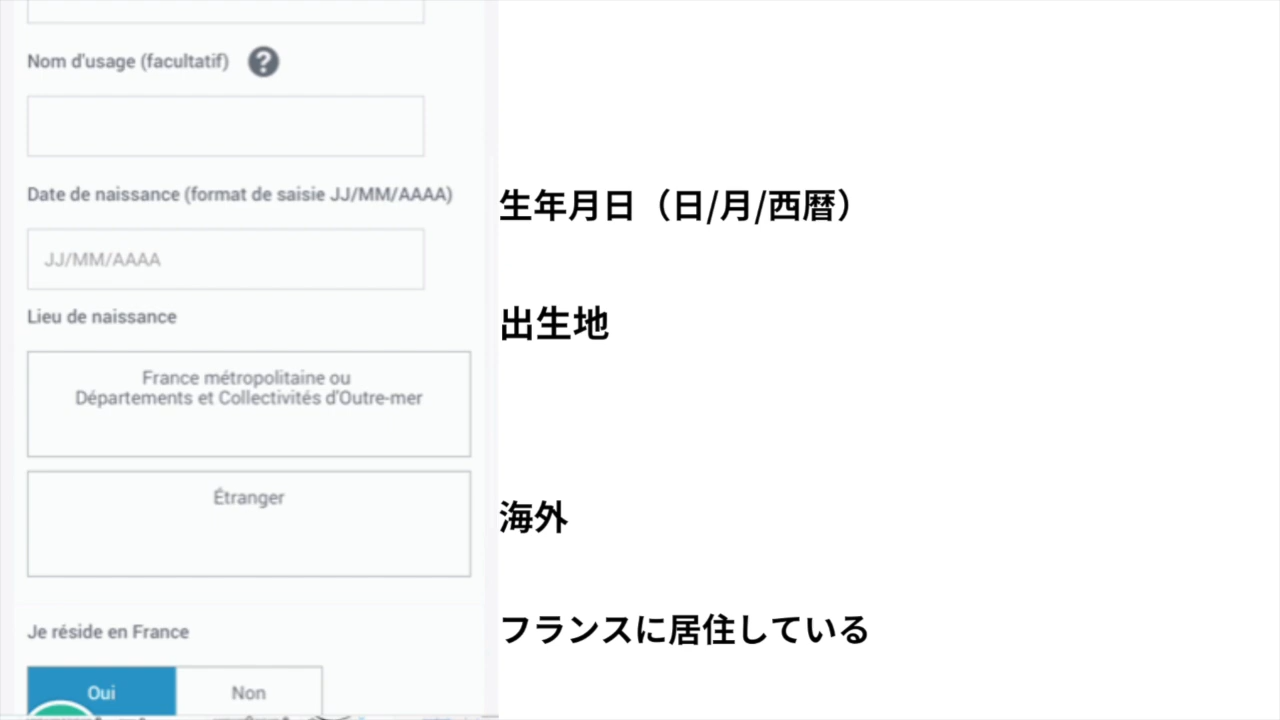 Nom d'usage (facultatif) ?
Date de naissance (format de saisie JJ/MM/AAAA)
生年月日（日/月/西暦）
JJ/MM/AAAA
Lieu de naissance
出生地
France métropolitaine ou
Départements et Collectivités d'Outre-mer
Étranger
海外
Je réside en France
フランスに居住している
Oui
Non